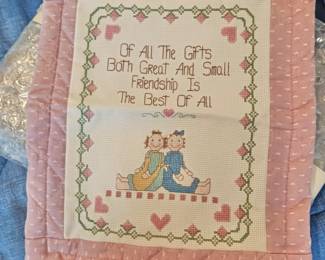 Of All The Gifts
Both Great And Small
Friendship Is
The Best Of All